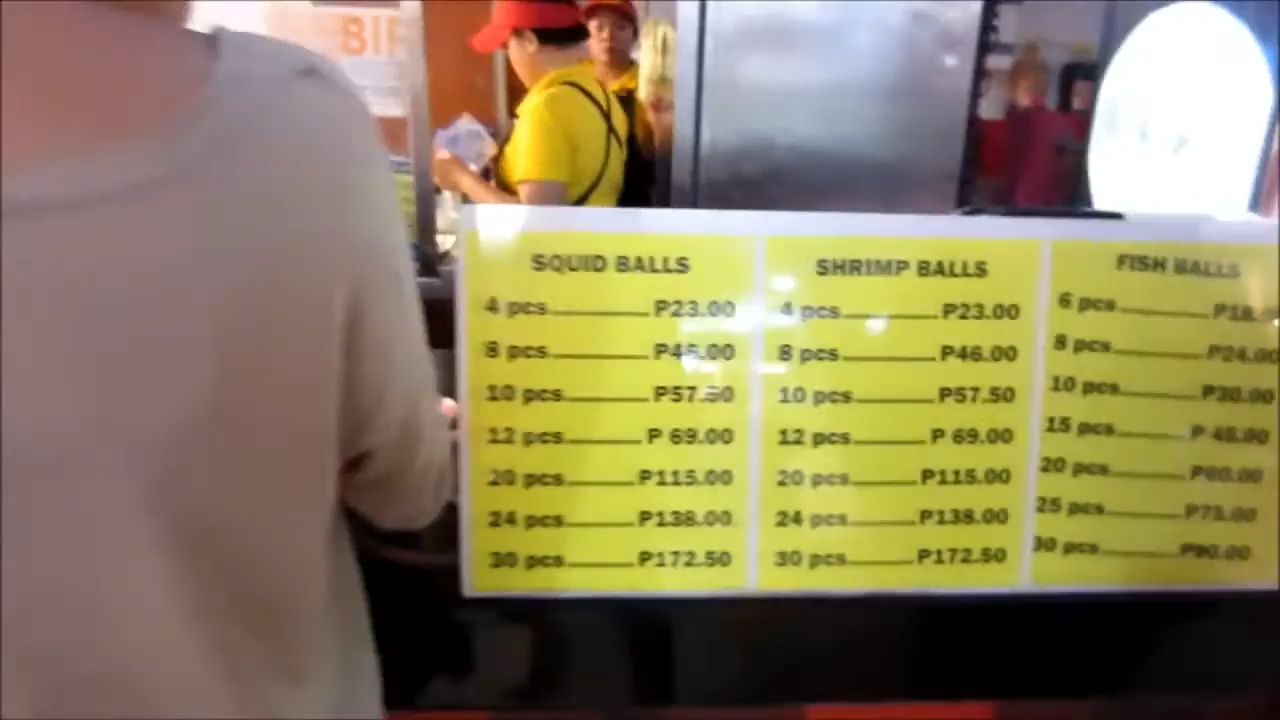 BIF
SQUID BALLS
4 pcs P23.00
8 pcs P46.00
10 pcs P57.50
12 pcs P 69.00
20 pcs P115.00
24 pcs P138.00
30 pcs P172.50
SHRIMP BALLS
4 pcs P23.00
8 pcs P46.00
10 pcs P57.50
12 pcs P 69.00
20 pcs P115.00
24 pcs P138.00
30 pcs P172.50
FISH BALLS
6 pcs
8 pcs P24.00
10 pcs P30.00
15 pcs P 45.00
20 pcs P60.00
25 pcs
30 pcs P90.00